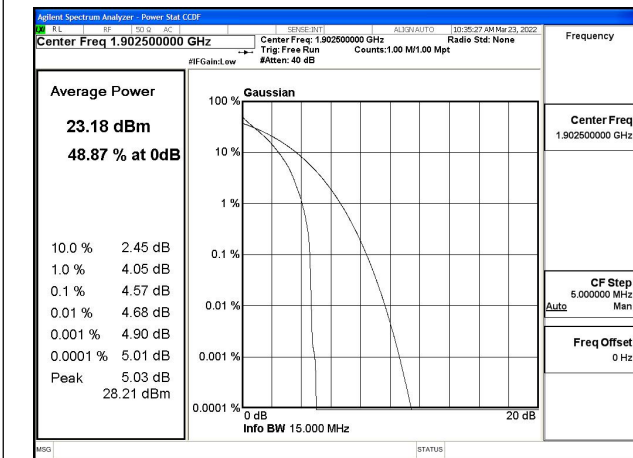 Agilent Spectrum Analyzer - Power Stat CCDF
RL RF 50 Ω AC SENSE:INT ALIGN AUTO 10:35:27 AM Mar 23, 2022
Center Freq 1.902500000 GHz
Center Freq: 1.902500000 GHz Radio Std: None
Trig: Free Run Counts:1.00 M/1.00 Mpt
#IFGain:Low #Atten: 40 dB
Frequency
Average Power
23.18 dBm
48.87 % at 0dB
10.0 % 2.45 dB
1.0 % 4.05 dB
0.1 % 4.57 dB
0.01 % 4.68 dB
0.001 % 4.90 dB
0.0001 % 5.01 dB
Peak 5.03 dB
28.21 dBm
Gaussian
100 %
10 %
1 %
0.1 %
0.01 %
0.001 %
0.0001 %
0 dB 20 dB
Info BW 15.000 MHz
Center Freq
1.902500000 GHz
CF Step
5.000000 MHz
Auto Man
Freq Offset
0 Hz
MSG STATUS